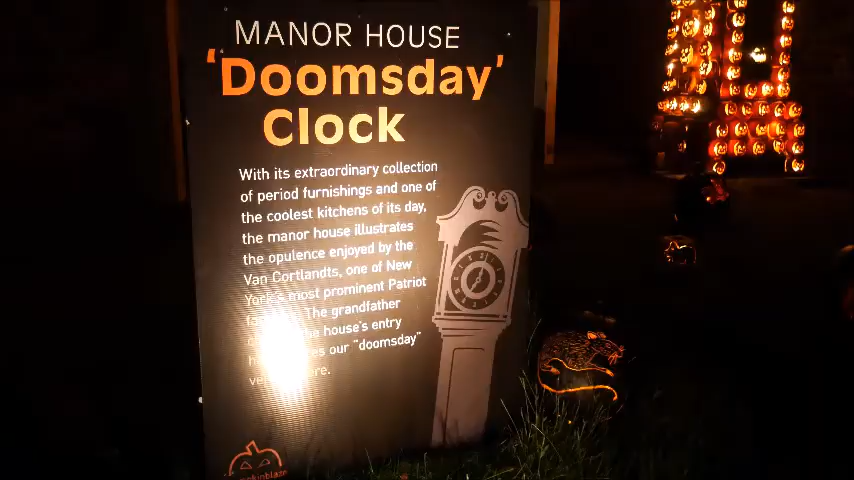 MANOR HOUSE
'Doomsday'
Clock
With its extraordinary collection
of period furnishings and one of
the coolest kitchens of its day,
the manor house illustrates
the opulence enjoyed by the
Van Cortlandts, one of New
York's most prominent Patriot
The grandfather
the house's entry
our "doomsday"